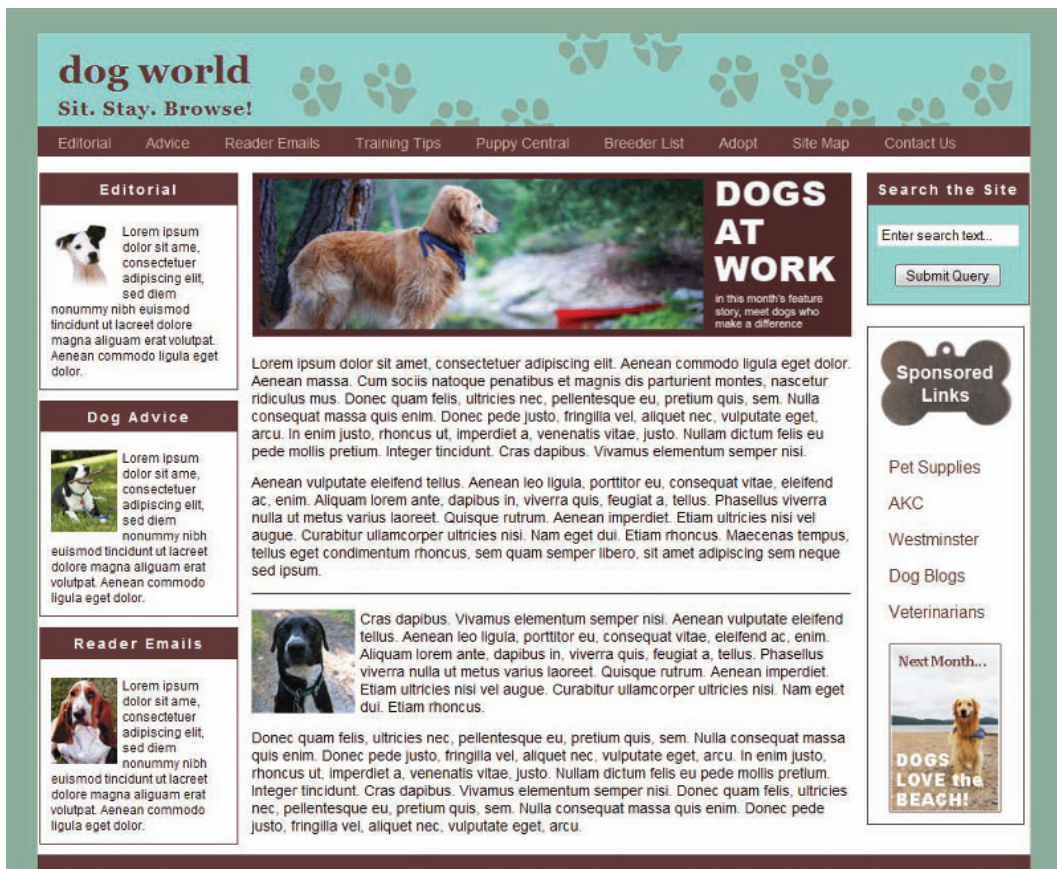 dog world
Sit. Stay. Browse!
Editorial Advice Reader Emails Training Tips Puppy Central Breeder List Adopt Site Map Contact Us
Editorial
Lorem ipsum
dolor sit ame,
consectetuer
adipiscing elit,
sed diem
nonummy nibh euismod
tincidunt ut lacreet dolore
magna aliguam erat volutpat.
Aenean commodo ligula eget
dolor.
Dog Advice
Lorem ipsum
dolor sit ame,
consectetuer
adipiscing elit,
sed diem
nonummy nibh
euismod tincidunt ut lacreet
dolore magna aliguam erat
volutpat. Aenean commodo
ligula eget dolor.
Reader Emails
Lorem ipsum
dolor sit ame,
consectetuer
adipiscing elit,
sed diem
nonummy nibh
euismod tincidunt ut lacreet
dolore magna aliguam erat
volutpat. Aenean commodo
ligula eget dolor.
DOGS
AT
WORK
in this month's feature
story, meet dogs who
make a difference
Lorem ipsum dolor sit amet, consectetuer adipiscing elit. Aenean commodo ligula eget dolor.
Aenean massa. Cum sociis natoque penatibus et magnis dis parturient montes, nascetur
ridiculus mus. Donec quam felis, ultricies nec, pellentesque eu, pretium quis, sem. Nulla
consequat massa quis enim. Donec pede justo, fringilla vel, aliquet nec, vulputate eget,
arcu. In enim justo, rhoncus ut, imperdiet a, venenatis vitae, justo. Nullam dictum felis eu
pede mollis pretium. Integer tincidunt. Cras dapibus. Vivamus elementum semper nisi.
Aenean vulputate eleifend tellus. Aenean leo ligula, porttitor eu, consequat vitae, eleifend
ac, enim. Aliquam lorem ante, dapibus in, viverra quis, feugiat a, tellus. Phasellus viverra
nulla ut metus varius laoreet. Quisque rutrum. Aenean imperdiet. Etiam ultricies nisi vel
augue. Curabitur ullamcorper ultricies nisi. Nam eget dui. Etiam rhoncus. Maecenas tempus,
tellus eget condimentum rhoncus, sem quam semper libero, sit amet adipiscing sem neque
sed ipsum.
Cras dapibus. Vivamus elementum semper nisi. Aenean vulputate eleifend
tellus. Aenean leo ligula, porttitor eu, consequat vitae, eleifend ac, enim.
Aliquam lorem ante, dapibus in, viverra quis, feugiat a, tellus. Phasellus
viverra nulla ut metus varius laoreet. Quisque rutrum. Aenean imperdiet.
Etiam ultricies nisi vel augue. Curabitur ullamcorper ultricies nisi. Nam eget
dui. Etiam rhoncus.
Donec quam felis, ultricies nec, pellentesque eu, pretium quis, sem. Nulla consequat massa
quis enim. Donec pede justo, fringilla vel, aliquet nec, vulputate eget, arcu. In enim justo,
rhoncus ut, imperdiet a, venenatis vitae, justo. Nullam dictum felis eu pede mollis pretium.
Integer tincidunt. Cras dapibus. Vivamus elementum semper nisi. Donec quam felis, ultricies
nec, pellentesque eu, pretium quis, sem. Nulla consequat massa quis enim. Donec pede
justo, fringilla vel, aliquet nec, vulputate eget, arcu.
Search the Site
Enter search text...
Submit Query
Sponsored
Links
Pet Supplies
AKC
Westminster
Dog Blogs
Veterinarians
Next Month...
DOGS
LOVE the
BEACH!